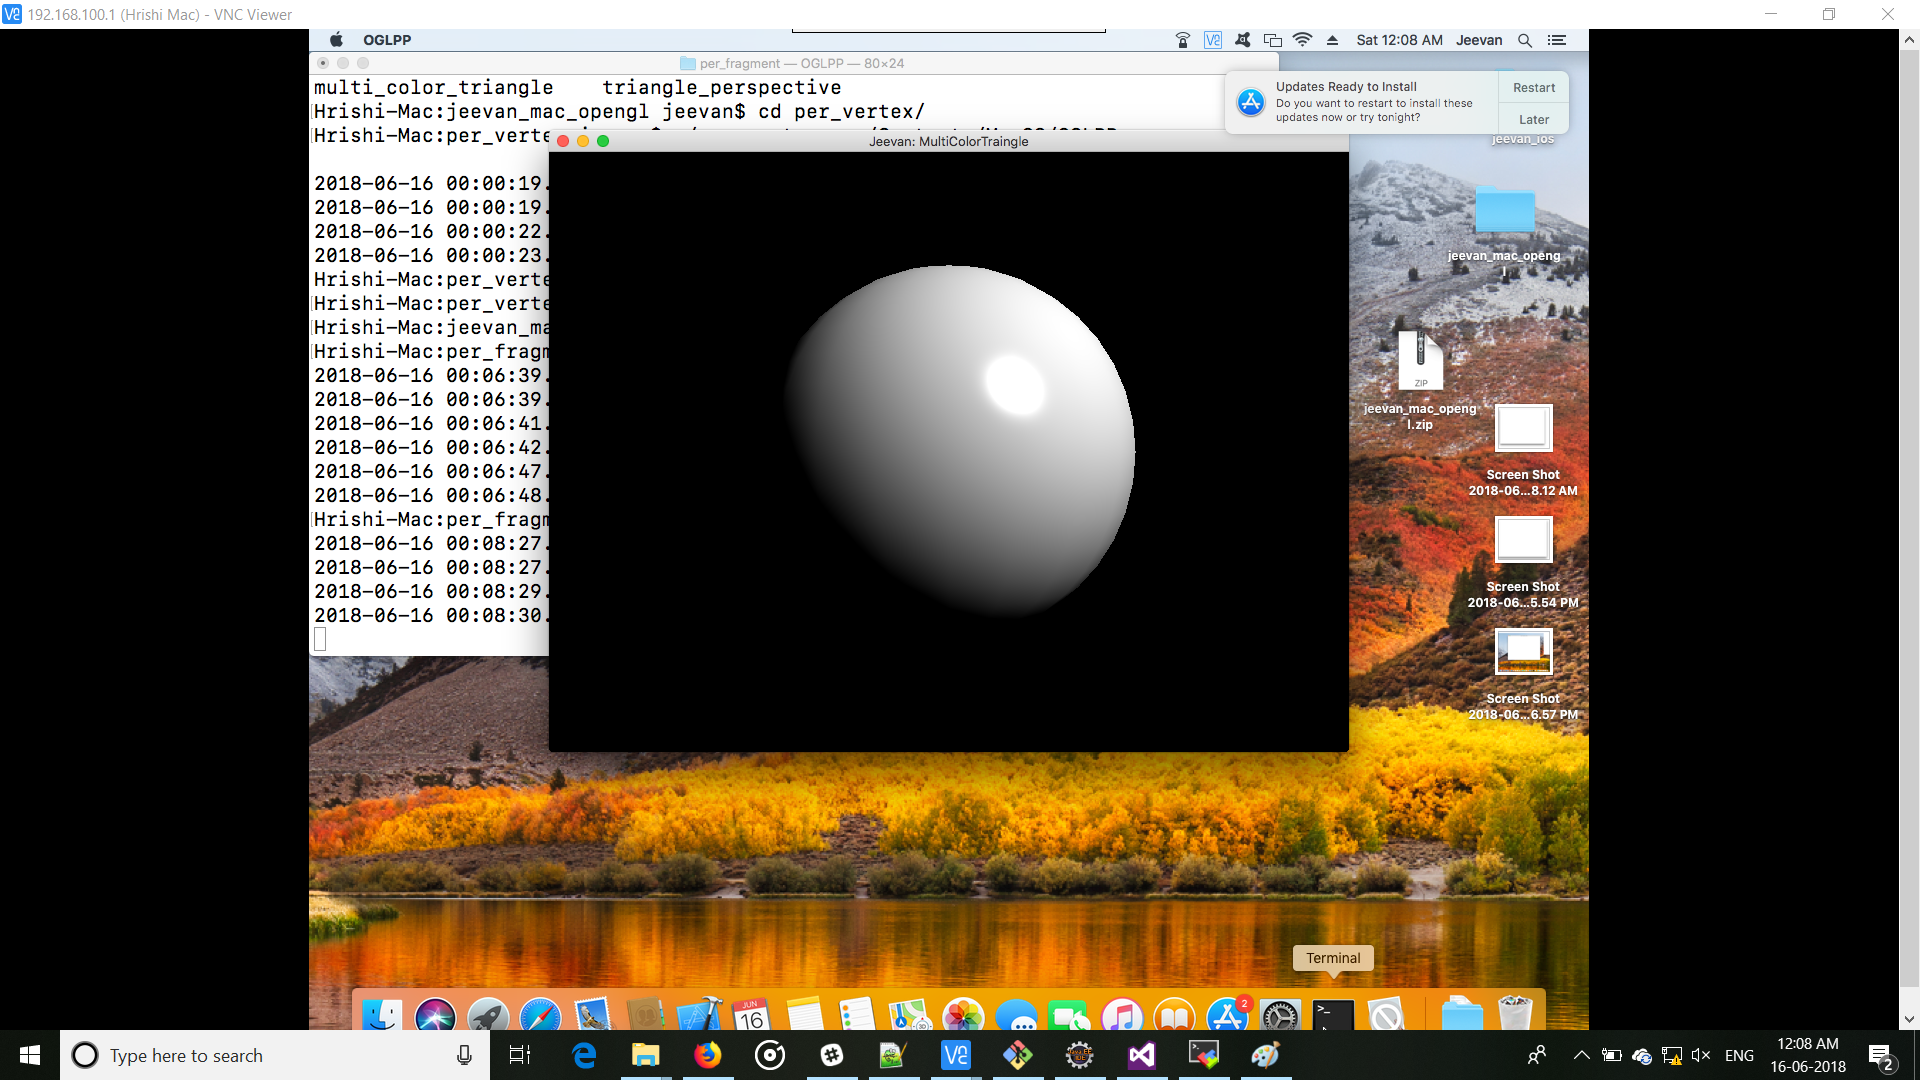 192.168.100.1 (Hrishi Mac) - VNC Viewer
OGLPP
Sat 12:08 AM Jeevan
per_fragment — OGLPP — 80×24
multi_color_triangle triangle_perspective
Hrishi-Mac:jeevan_mac_opengl jeevan$ cd per_vertex/
Hrishi-Mac:per_verte
2018-06-16 00:00:19.
2018-06-16 00:00:19.
2018-06-16 00:00:22.
2018-06-16 00:00:23.
Hrishi-Mac:per_verte
Hrishi-Mac:per_verte
Hrishi-Mac:jeevan_ma
Hrishi-Mac:per_fragm
2018-06-16 00:06:39.
2018-06-16 00:06:39.
2018-06-16 00:06:41.
2018-06-16 00:06:42.
2018-06-16 00:06:47.
2018-06-16 00:06:48.
Hrishi-Mac:per_fragm
2018-06-16 00:08:27.
2018-06-16 00:08:27.
2018-06-16 00:08:29.
2018-06-16 00:08:30.
Jeevan: MultiColorTraingle
Updates Ready to Install
Do you want to restart to install these
updates now or try tonight?
Restart
Later
jeevan_ios
jeevan_mac_openg
l
ZIP
jeevan_mac_openg
l.zip
Screen Shot
2018-06...8.12 AM
Screen Shot
2018-06...5.54 PM
Screen Shot
2018-06...6.57 PM
Terminal
JUN
16
2
Type here to search
ENG
12:08 AM
16-06-2018
2